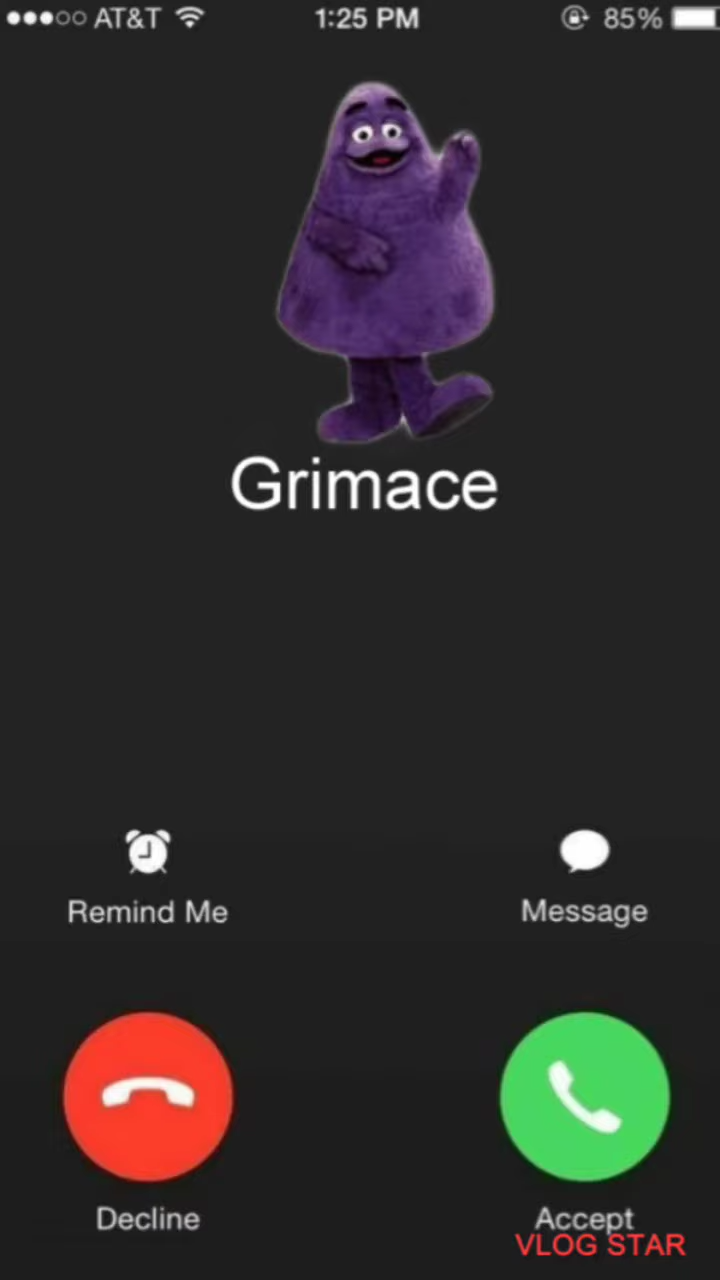 AT&T 1:25 PM 85%
Grimace
Remind Me Message
Decline Accept
VLOG STAR